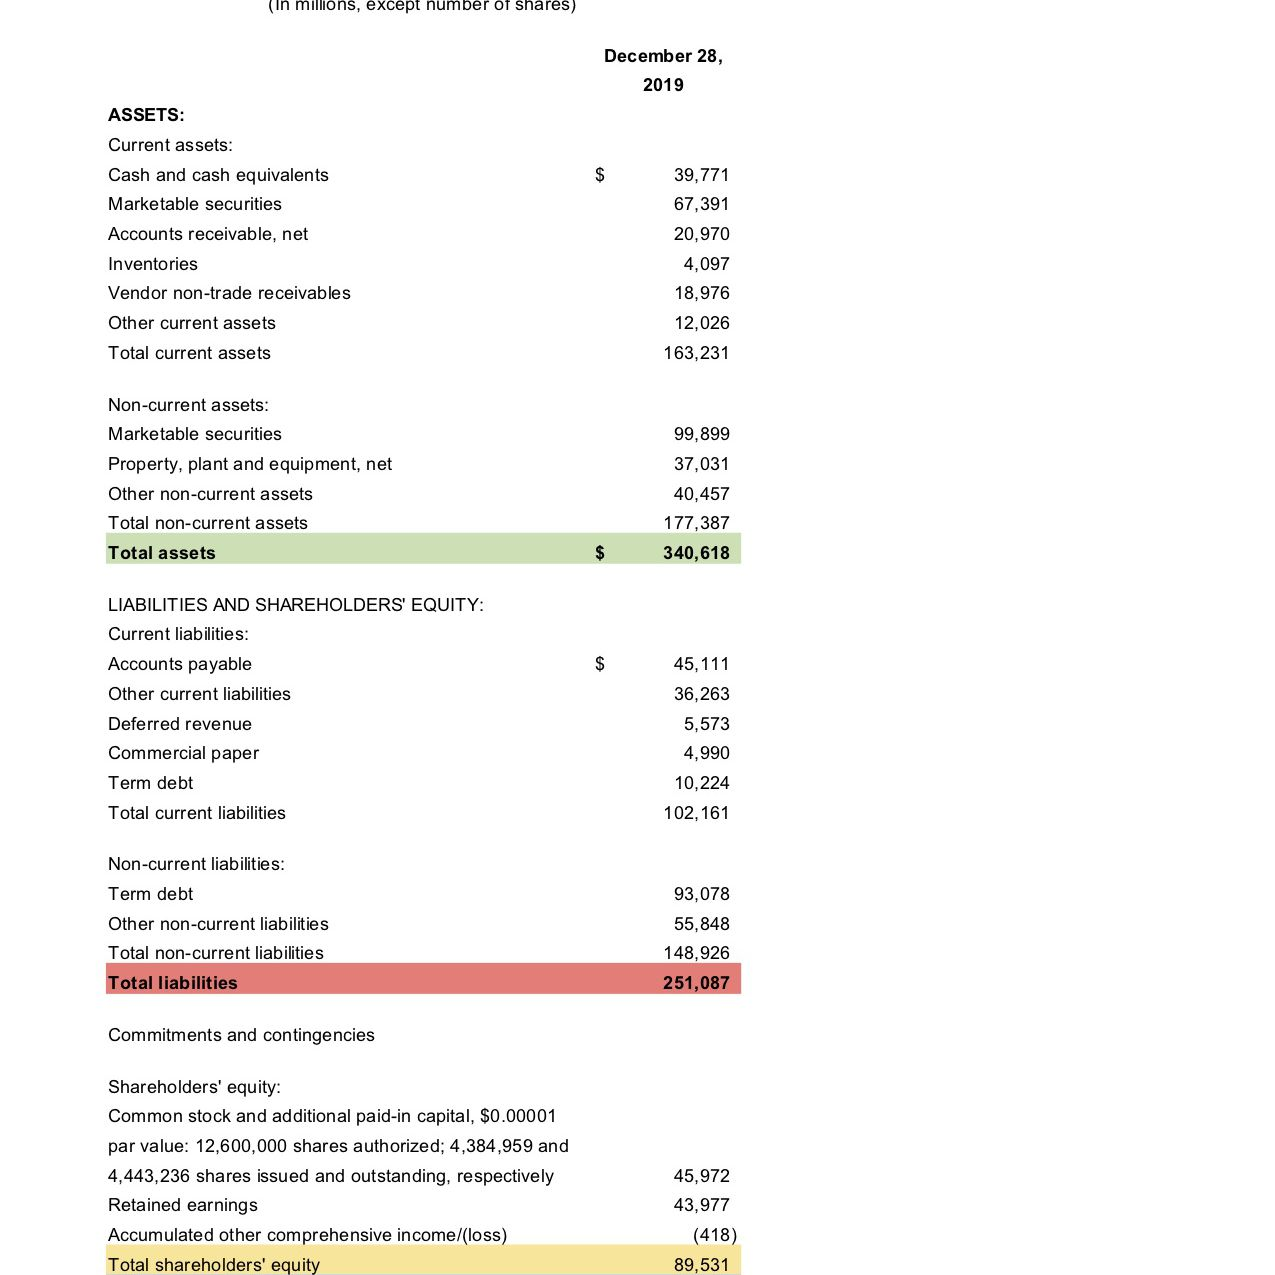 (In millions, except number of shares)
December 28,
2019
ASSETS:
Current assets:
Cash and cash equivalents $ 39,771
Marketable securities 67,391
Accounts receivable, net 20,970
Inventories 4,097
Vendor non-trade receivables 18,976
Other current assets 12,026
Total current assets 163,231
Non-current assets:
Marketable securities 99,899
Property, plant and equipment, net 37,031
Other non-current assets 40,457
Total non-current assets 177,387
Total assets $ 340,618
LIABILITIES AND SHAREHOLDERS' EQUITY:
Current liabilities:
Accounts payable $ 45,111
Other current liabilities 36,263
Deferred revenue 5,573
Commercial paper 4,990
Term debt 10,224
Total current liabilities 102,161
Non-current liabilities:
Term debt 93,078
Other non-current liabilities 55,848
Total non-current liabilities 148,926
Total liabilities 251,087
Commitments and contingencies
Shareholders' equity:
Common stock and additional paid-in capital, $0.00001
par value: 12,600,000 shares authorized; 4,384,959 and
4,443,236 shares issued and outstanding, respectively 45,972
Retained earnings 43,977
Accumulated other comprehensive income/(loss) (418)
Total shareholders' equity 89,531